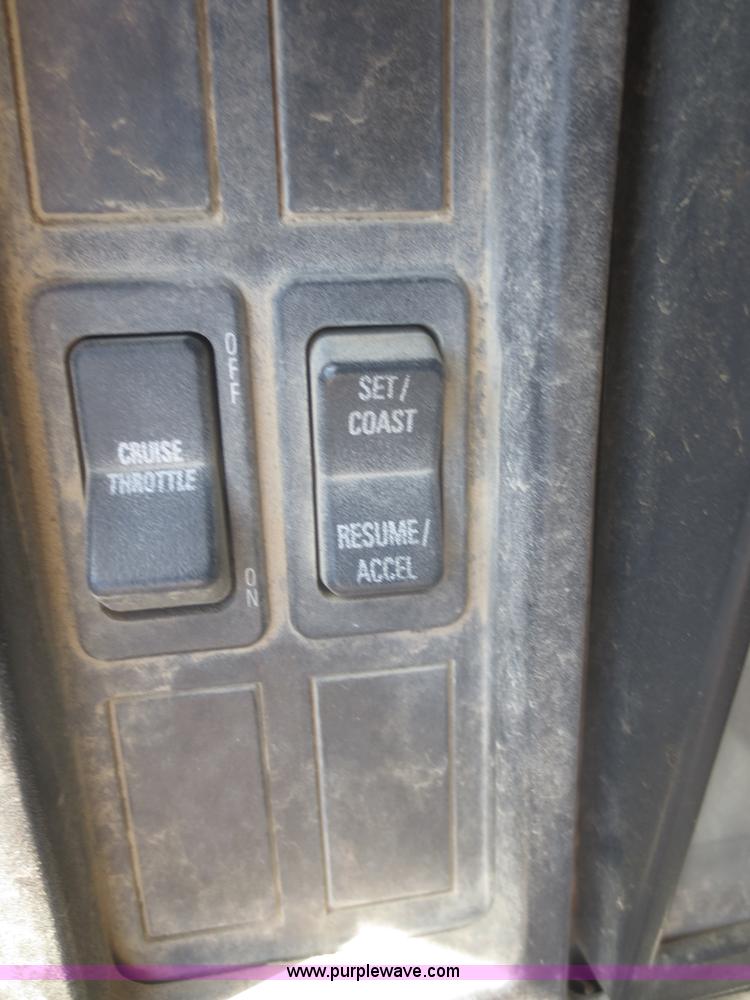 OFF
CRUISE
THROTTLE
ON
SET/
COAST
RESUME/
ACCEL
www.purplewave.com